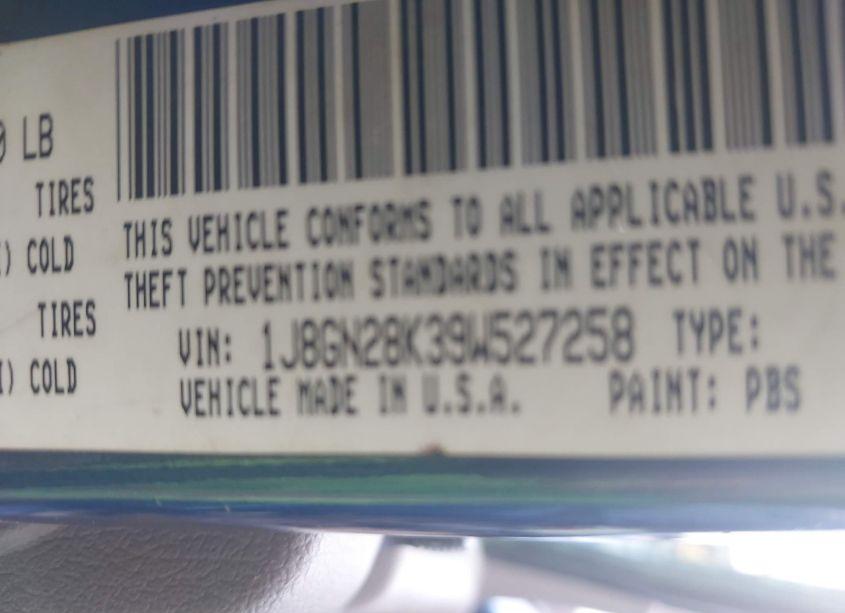 LB
TIRES
) COLD
TIRES
I) COLD
THIS VEHICLE CONFORMS TO ALL APPLICABLE U.S.
THEFT PREVENTION STANDARDS IN EFFECT ON THE
VIN: 1J8GN28K39W527258 TYPE:
VEHICLE MADE IN U.S.A. PAINT: PBS